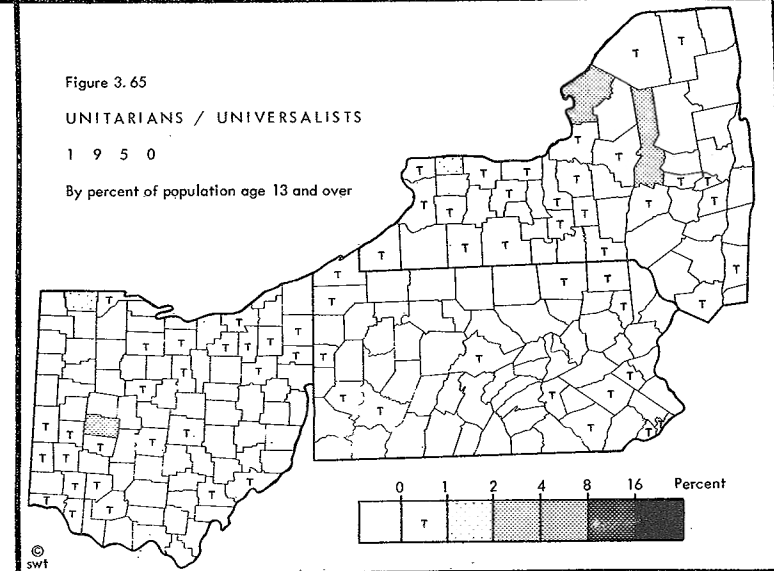 Figure 3.65
UNITARIANS / UNIVERSALISTS
1 9 5 0
By percent of population age 13 and over
0 1 2 4 8 16 Percent
T
©
swt